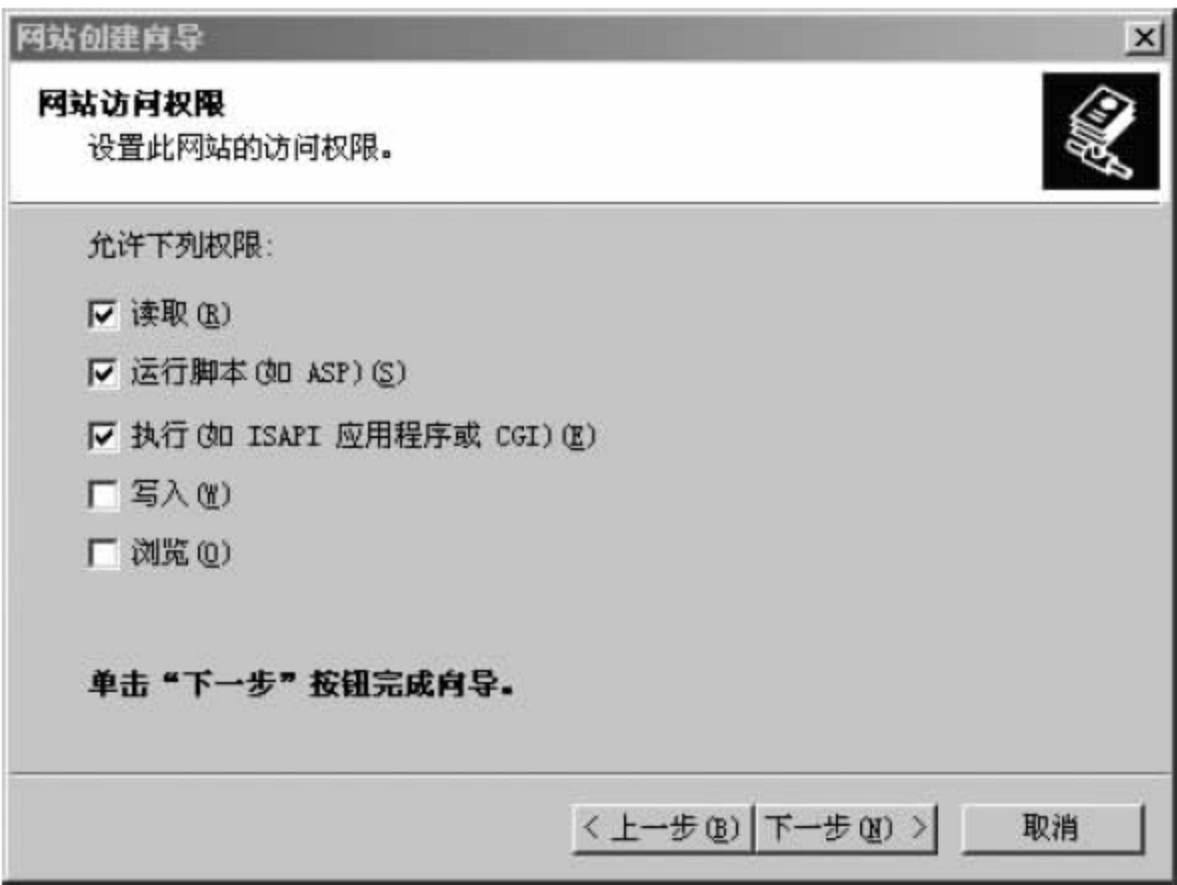 网站创建向导
网站访问权限
设置此网站的访问权限。
允许下列权限:
读取(R)
运行脚本(如 ASP)(S)
执行(如 ISAPI 应用程序或 CGI)(E)
写入(W)
浏览(O)
单击“下一步”按钮完成向导。
< 上一步(B) 下一步(N) > 取消